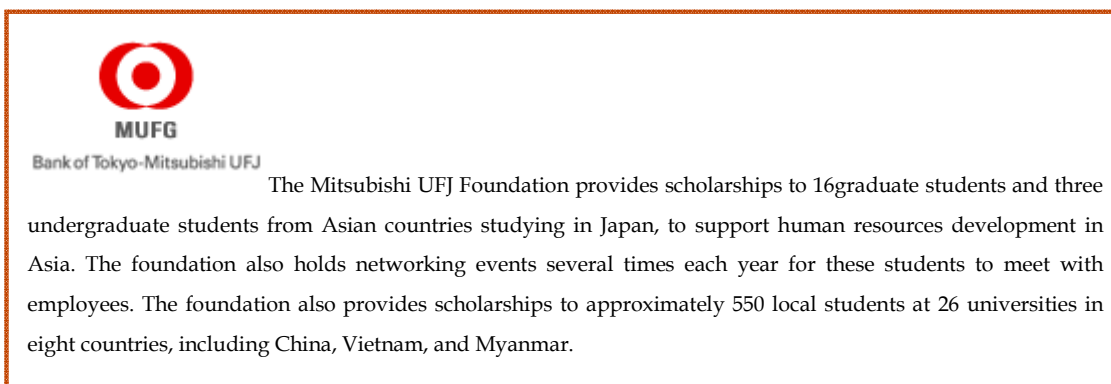 MUFG
Bank of Tokyo-Mitsubishi UFJ
The Mitsubishi UFJ Foundation provides scholarships to 16graduate students and three
undergraduate students from Asian countries studying in Japan, to support human resources development in
Asia. The foundation also holds networking events several times each year for these students to meet with
employees. The foundation also provides scholarships to approximately 550 local students at 26 universities in
eight countries, including China, Vietnam, and Myanmar.